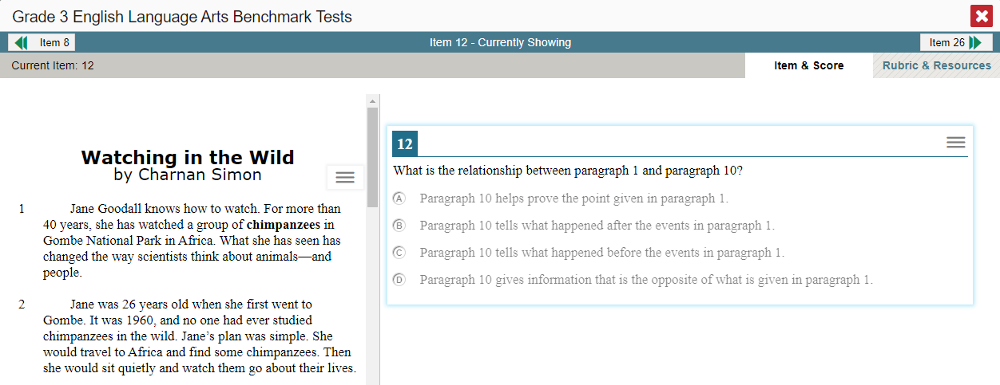 Grade 3 English Language Arts Benchmark Tests
Item 8
Item 12 - Currently Showing
Item 26
Current Item: 12
Item & Score
Rubric & Resources
Watching in the Wild
by Charnan Simon
1 Jane Goodall knows how to watch. For more than
40 years, she has watched a group of chimpanzees in
Gombe National Park in Africa. What she has seen has
changed the way scientists think about animals—and
people.
2 Jane was 26 years old when she first went to
Gombe. It was 1960, and no one had ever studied
chimpanzees in the wild. Jane’s plan was simple. She
would travel to Africa and find some chimpanzees. Then
she would sit quietly and watch them go about their lives.
12
What is the relationship between paragraph 1 and paragraph 10?
A Paragraph 10 helps prove the point given in paragraph 1.
B Paragraph 10 tells what happened after the events in paragraph 1.
C Paragraph 10 tells what happened before the events in paragraph 1.
D Paragraph 10 gives information that is the opposite of what is given in paragraph 1.